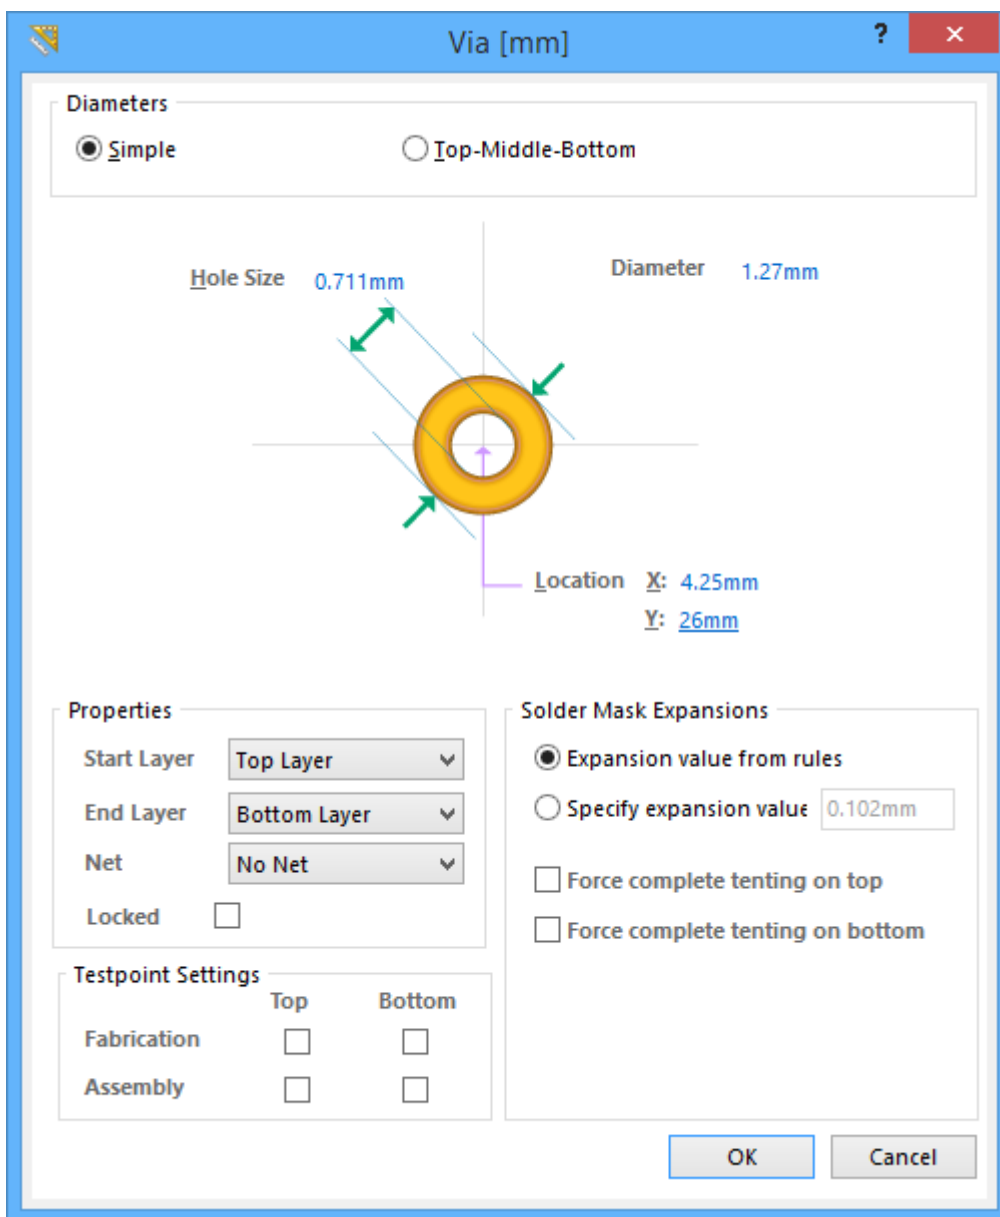 Via [mm]
?
Diameters
Simple
Top-Middle-Bottom
Hole Size 0.711mm
Diameter 1.27mm
Location X: 4.25mm
Y: 26mm
Properties
Start Layer Top Layer
End Layer Bottom Layer
Net No Net
Locked
Solder Mask Expansions
Expansion value from rules
Specify expansion value 0.102mm
Force complete tenting on top
Force complete tenting on bottom
Testpoint Settings
Top Bottom
Fabrication
Assembly
OK Cancel